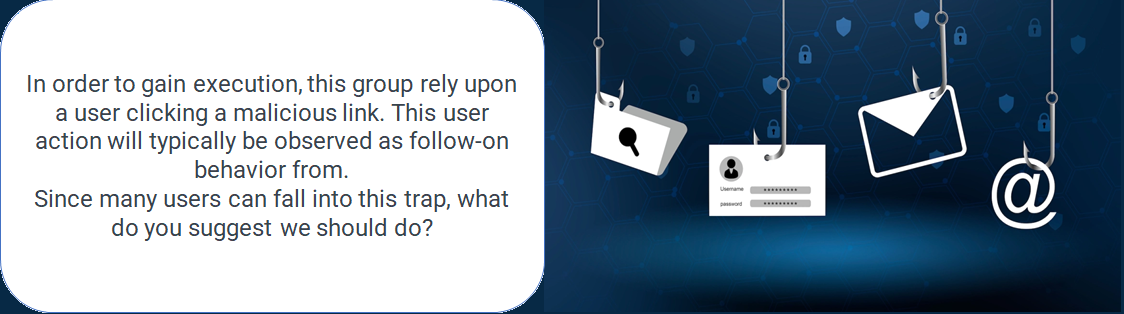 In order to gain execution, this group rely upon
a user clicking a malicious link. This user
action will typically be observed as follow-on
behavior from.
Since many users can fall into this trap, what
do you suggest we should do?
Username
password
@